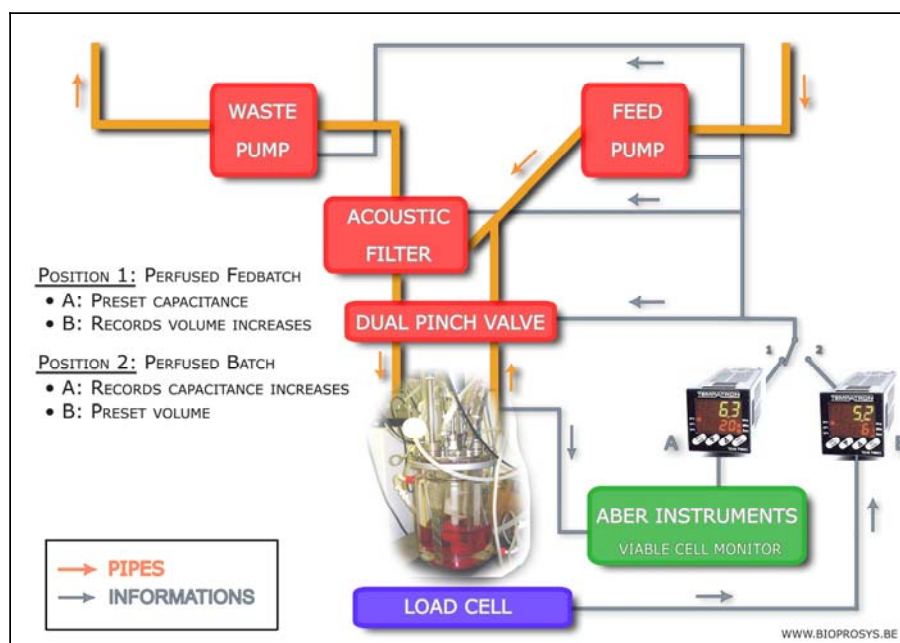 WASTE
PUMP
FEED
PUMP
ACOUSTIC
FILTER
POSITION 1: PERFUSED FEDBATCH
• A: PRESET CAPACITANCE
• B: RECORDS VOLUME INCREASES
DUAL PINCH VALVE
POSITION 2: PERFUSED BATCH
• A: RECORDS CAPACITANCE INCREASES
• B: PRESET VOLUME
1
2
TEMPATRON
6.3
20
A
TEMPATRON
5.2
6
B
ABER INSTRUMENTS
VIABLE CELL MONITOR
PIPES
INFORMATIONS
LOAD CELL
WWW.BIOPROSYS.BE